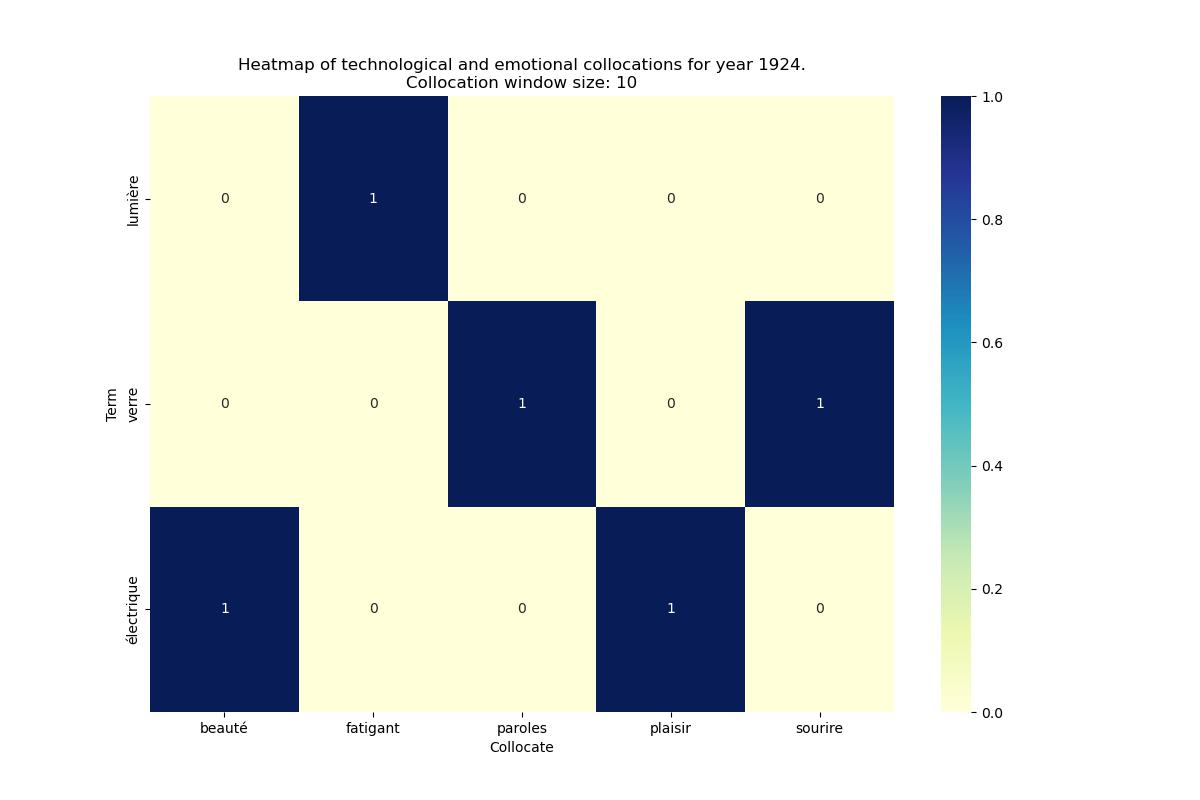 Heatmap of technological and emotional collocations for year 1924.
Collocation window size: 10
Term
lumière
0 1 0 0 0
verre
0 0 1 0 1
électrique
1 0 0 1 0
beauté fatigant paroles plaisir sourire
Collocate
1.0
0.8
0.6
0.4
0.2
0.0